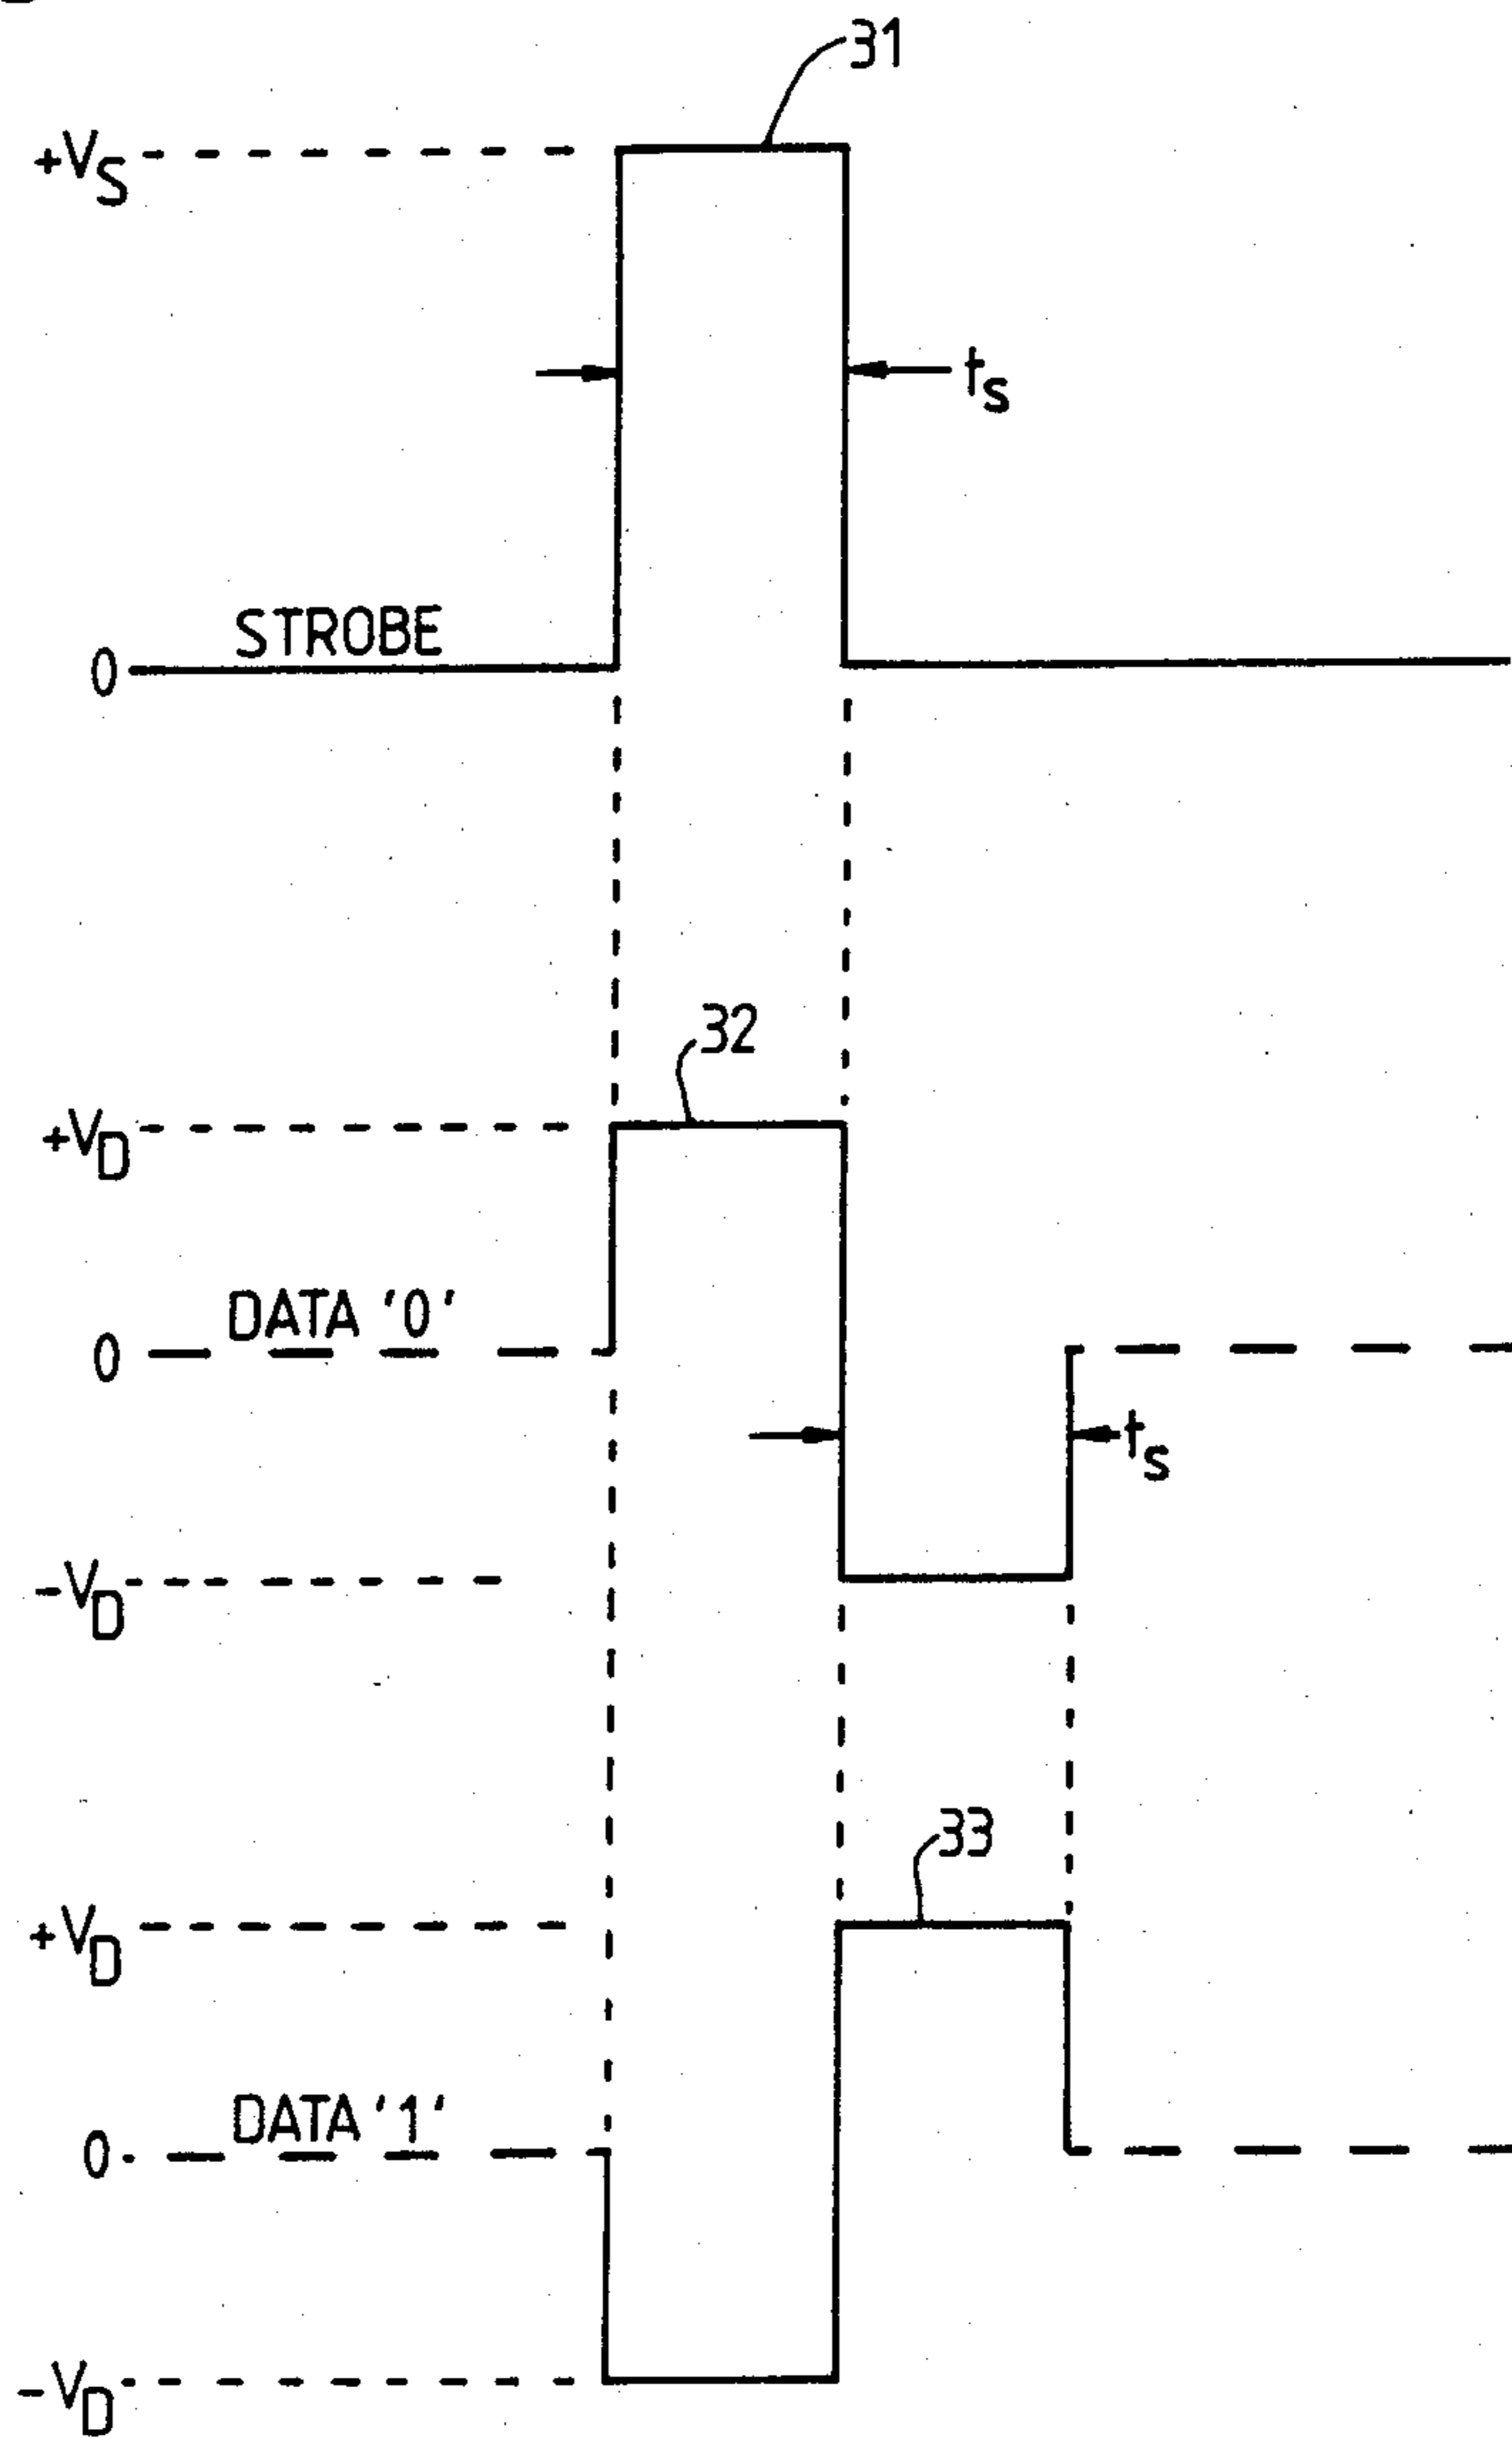 31
+VS
ts
STROBE
0
32
+VD
DATA '0'
0
ts
-VD
33
+VD
DATA '1'
0
-VD